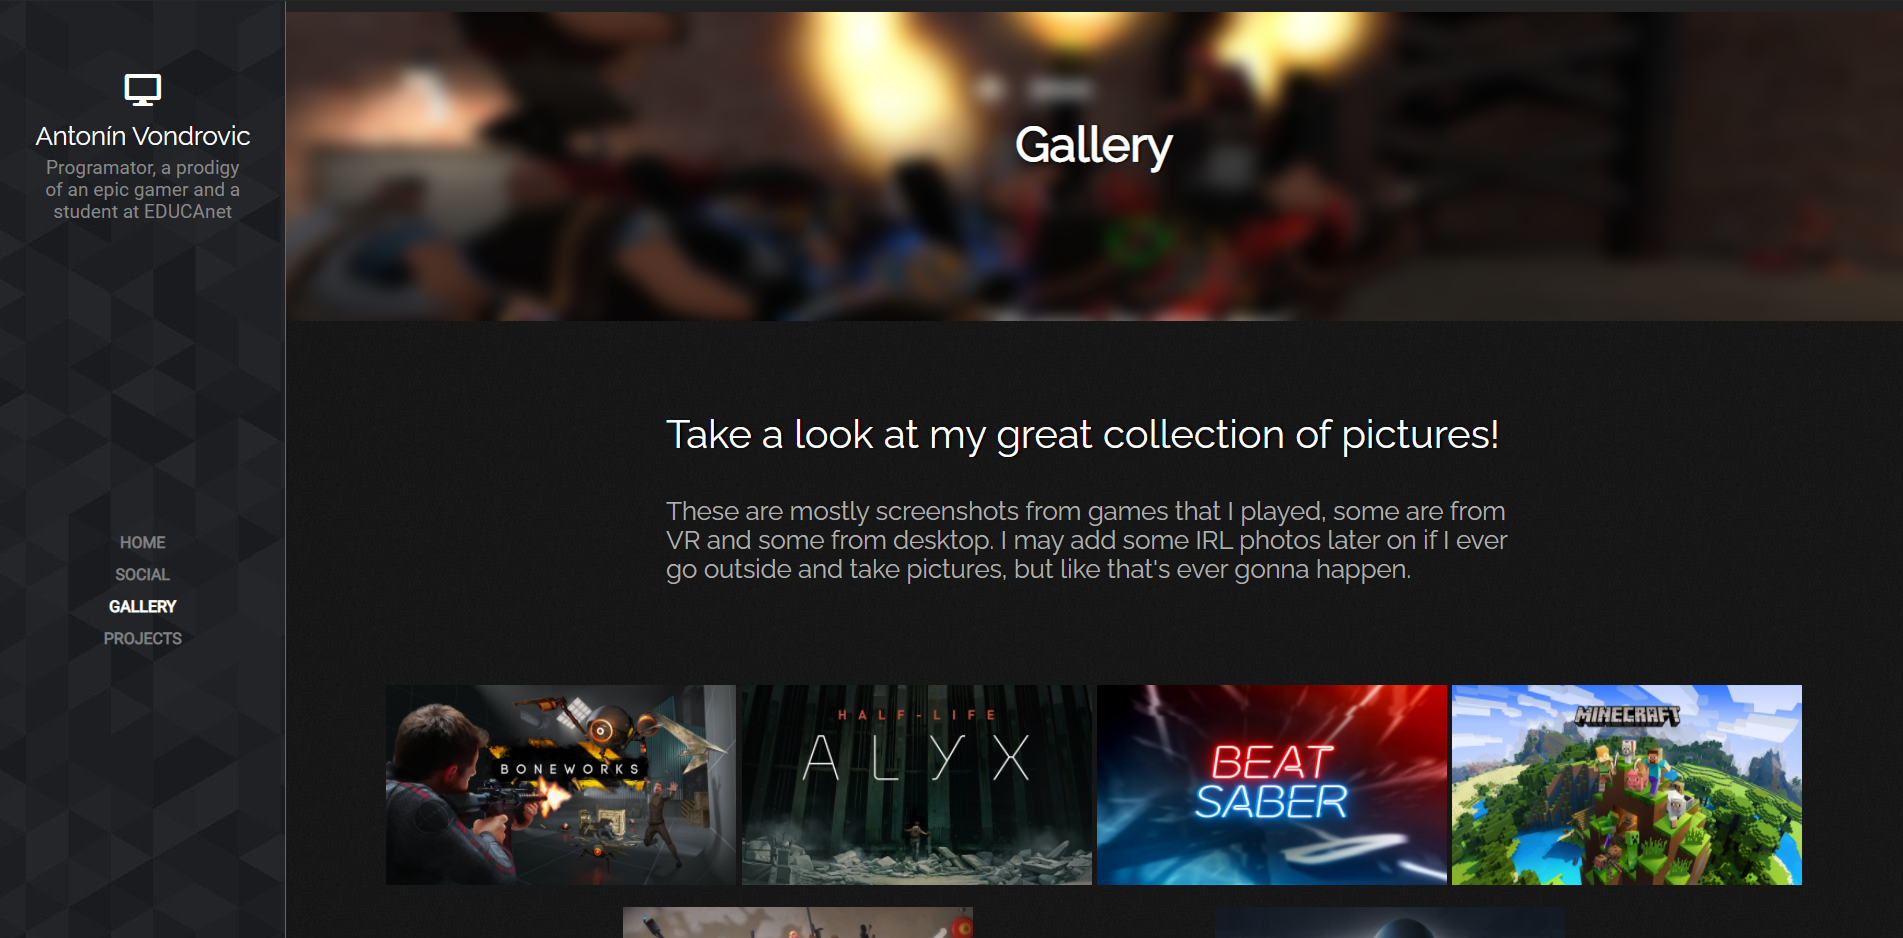 Antonín Vondrovic
Programator, a prodigy
of an epic gamer and a
student at EDUCAnet
HOME
SOCIAL
GALLERY
PROJECTS
Gallery
Take a look at my great collection of pictures!
These are mostly screenshots from games that I played, some are from
VR and some from desktop. I may add some IRL photos later on if I ever
go outside and take pictures, but like that's ever gonna happen.
BONEWORKS
HALF-LIFE
ALYX
BEAT
SABER
MINECRAFT